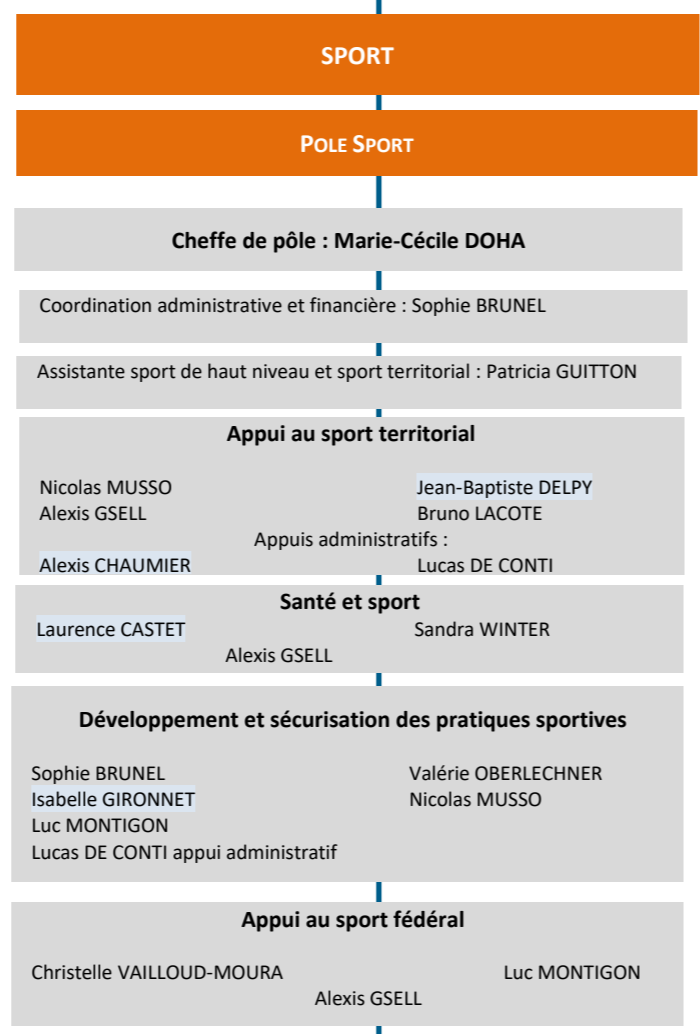 SPORT
POLE SPORT
Cheffe de pôle : Marie-Cécile DOHA
Coordination administrative et financière : Sophie BRUNEL
Assistante sport de haut niveau et sport territorial : Patricia GUITTON
Appui au sport territorial
Nicolas MUSSO Jean-Baptiste DELPY
Alexis GSELL Bruno LACOTE
Appuis administratifs :
Alexis CHAUMIER Lucas DE CONTI
Santé et sport
Laurence CASTET Sandra WINTER
Alexis GSELL
Développement et sécurisation des pratiques sportives
Sophie BRUNEL Valérie OBERLECHNER
Isabelle GIRONNET Nicolas MUSSO
Luc MONTIGON
Lucas DE CONTI appui administratif
Appui au sport fédéral
Christelle VAILLOUD-MOURA Luc MONTIGON
Alexis GSELL